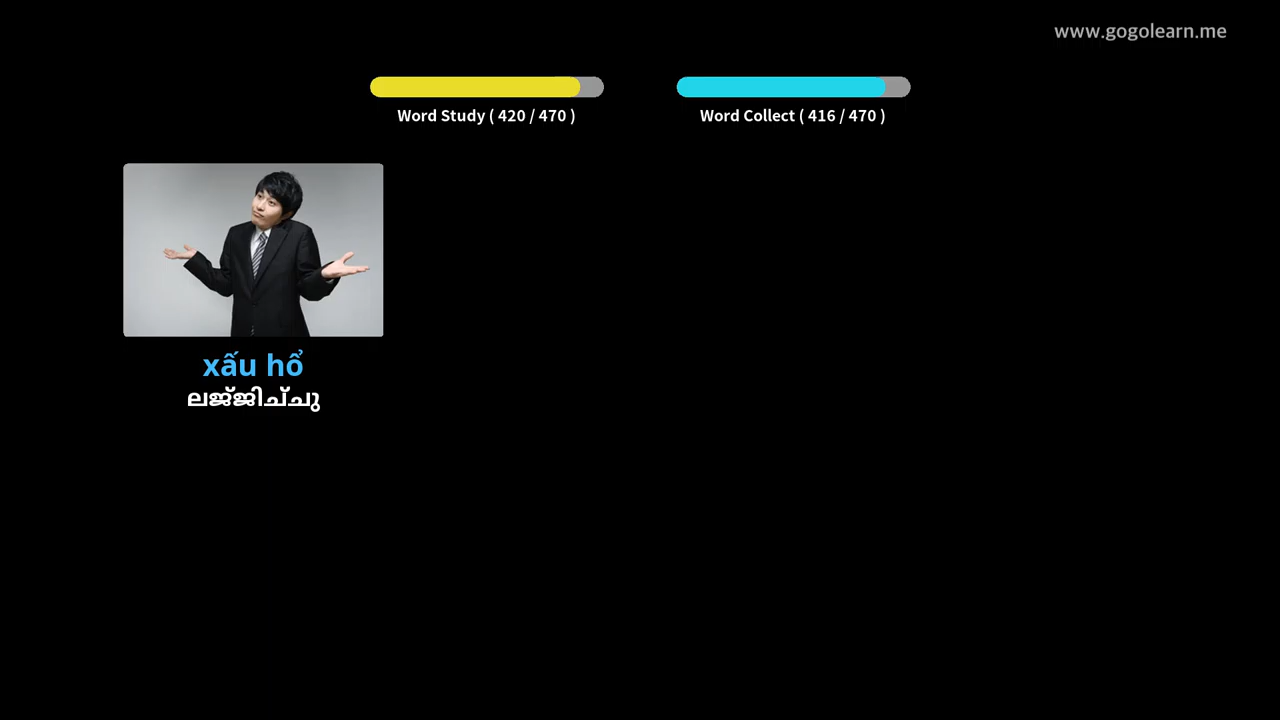 www.gogolearn.me
Word Study ( 420 / 470 )
Word Collect ( 416 / 470 )
xấu hổ
ലജ്ജിച്ചു